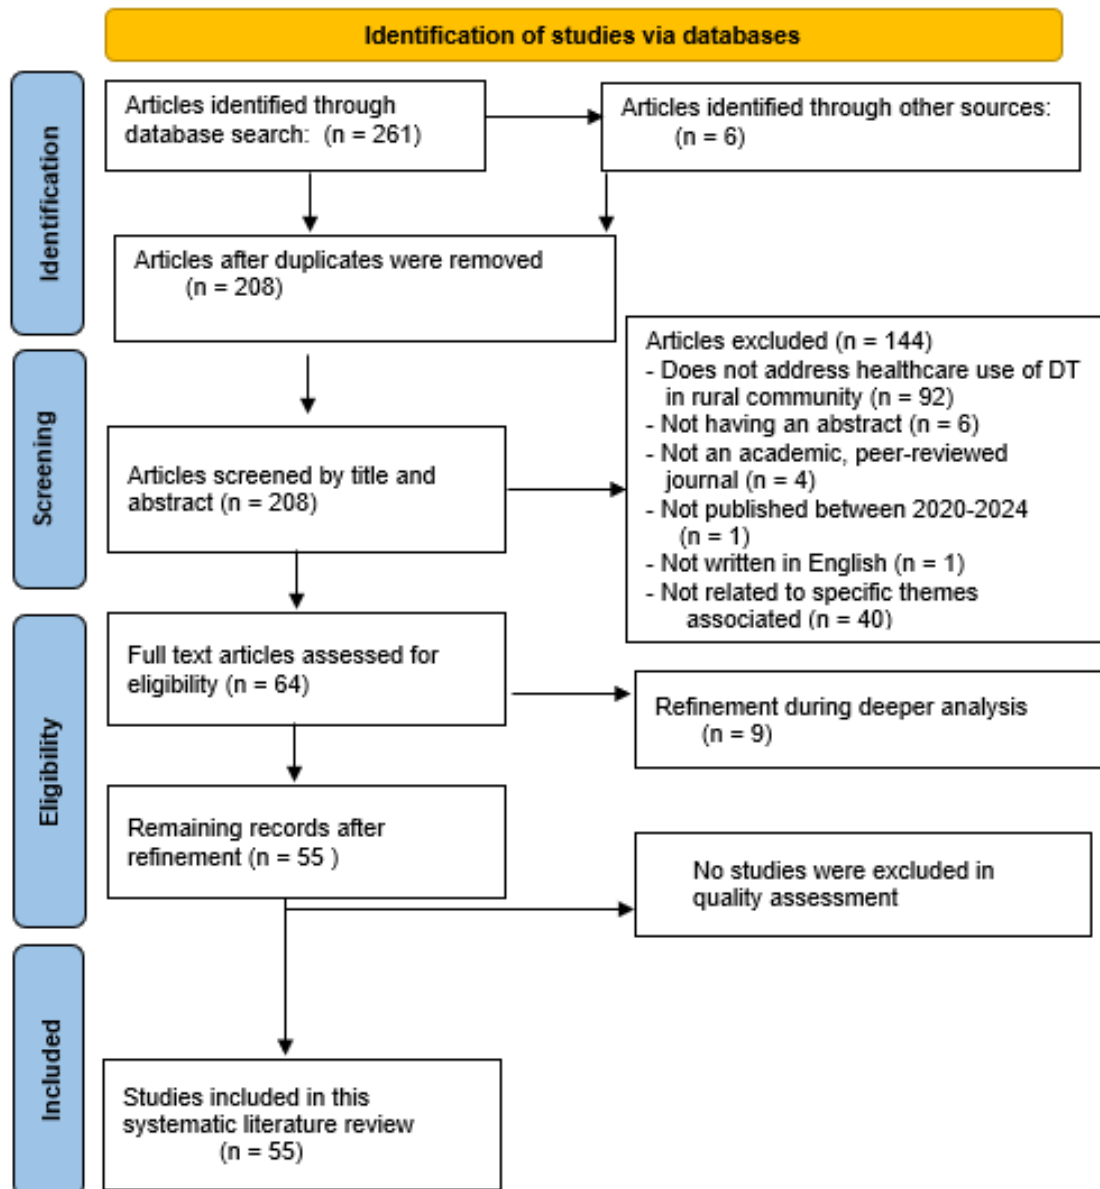 Identification of studies via databases
Identification
Articles identified through
database search: (n = 261)
Articles identified through other sources:
(n = 6)
Articles after duplicates were removed
(n = 208)
Screening
Articles screened by title and
abstract (n = 208)
Articles excluded (n = 144)
- Does not address healthcare use of DT
in rural community (n = 92)
- Not having an abstract (n = 6)
- Not an academic, peer-reviewed
journal (n = 4)
- Not published between 2020-2024
(n = 1)
- Not written in English (n = 1)
- Not related to specific themes
associated (n = 40)
Eligibility
Full text articles assessed for
eligibility (n = 64)
Refinement during deeper analysis
(n = 9)
Remaining records after
refinement (n = 55 )
No studies were excluded in
quality assessment
Included
Studies included in this
systematic literature review
(n = 55)